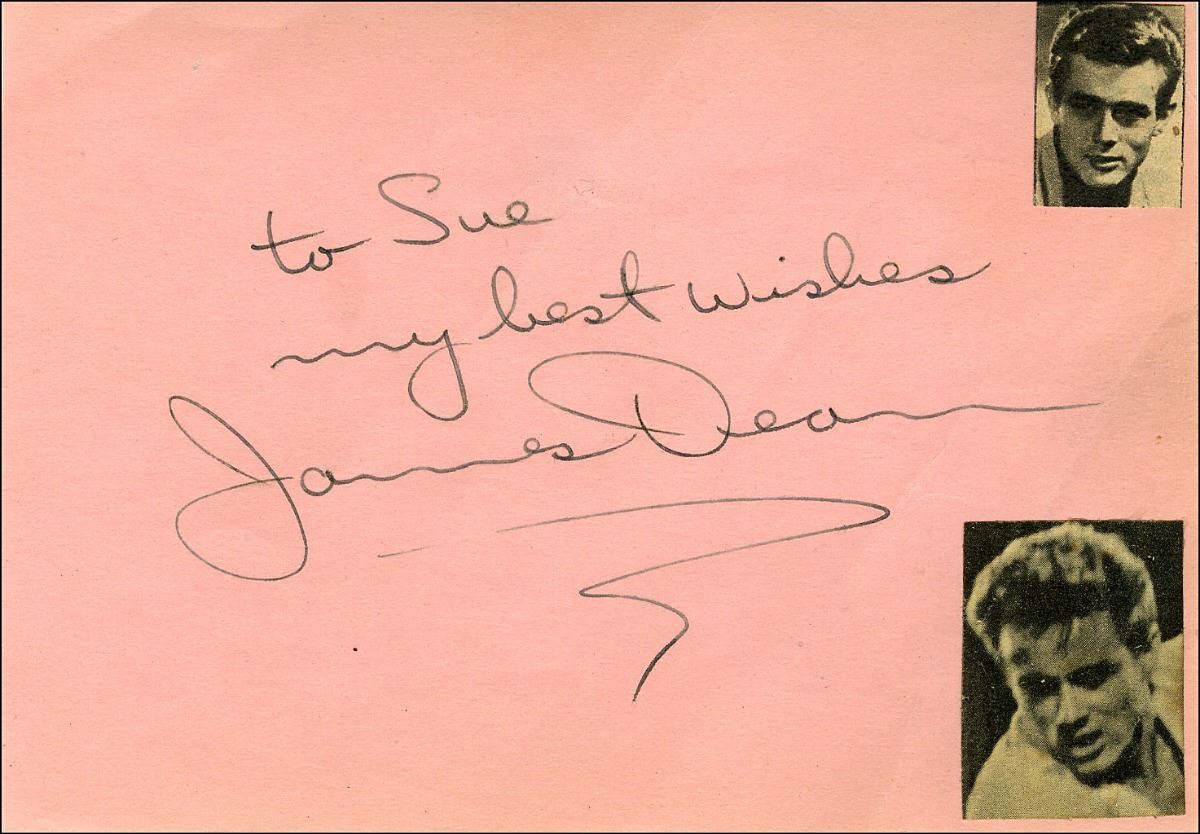 to Sue
my best wishes
James Dean